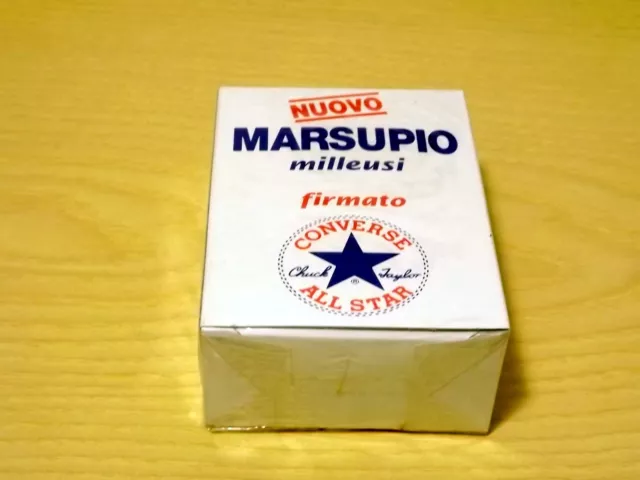 NUOVO
MARSUPIO
milleusi
firmato
CONVERSE
Chuck Taylor
®
ALL STAR